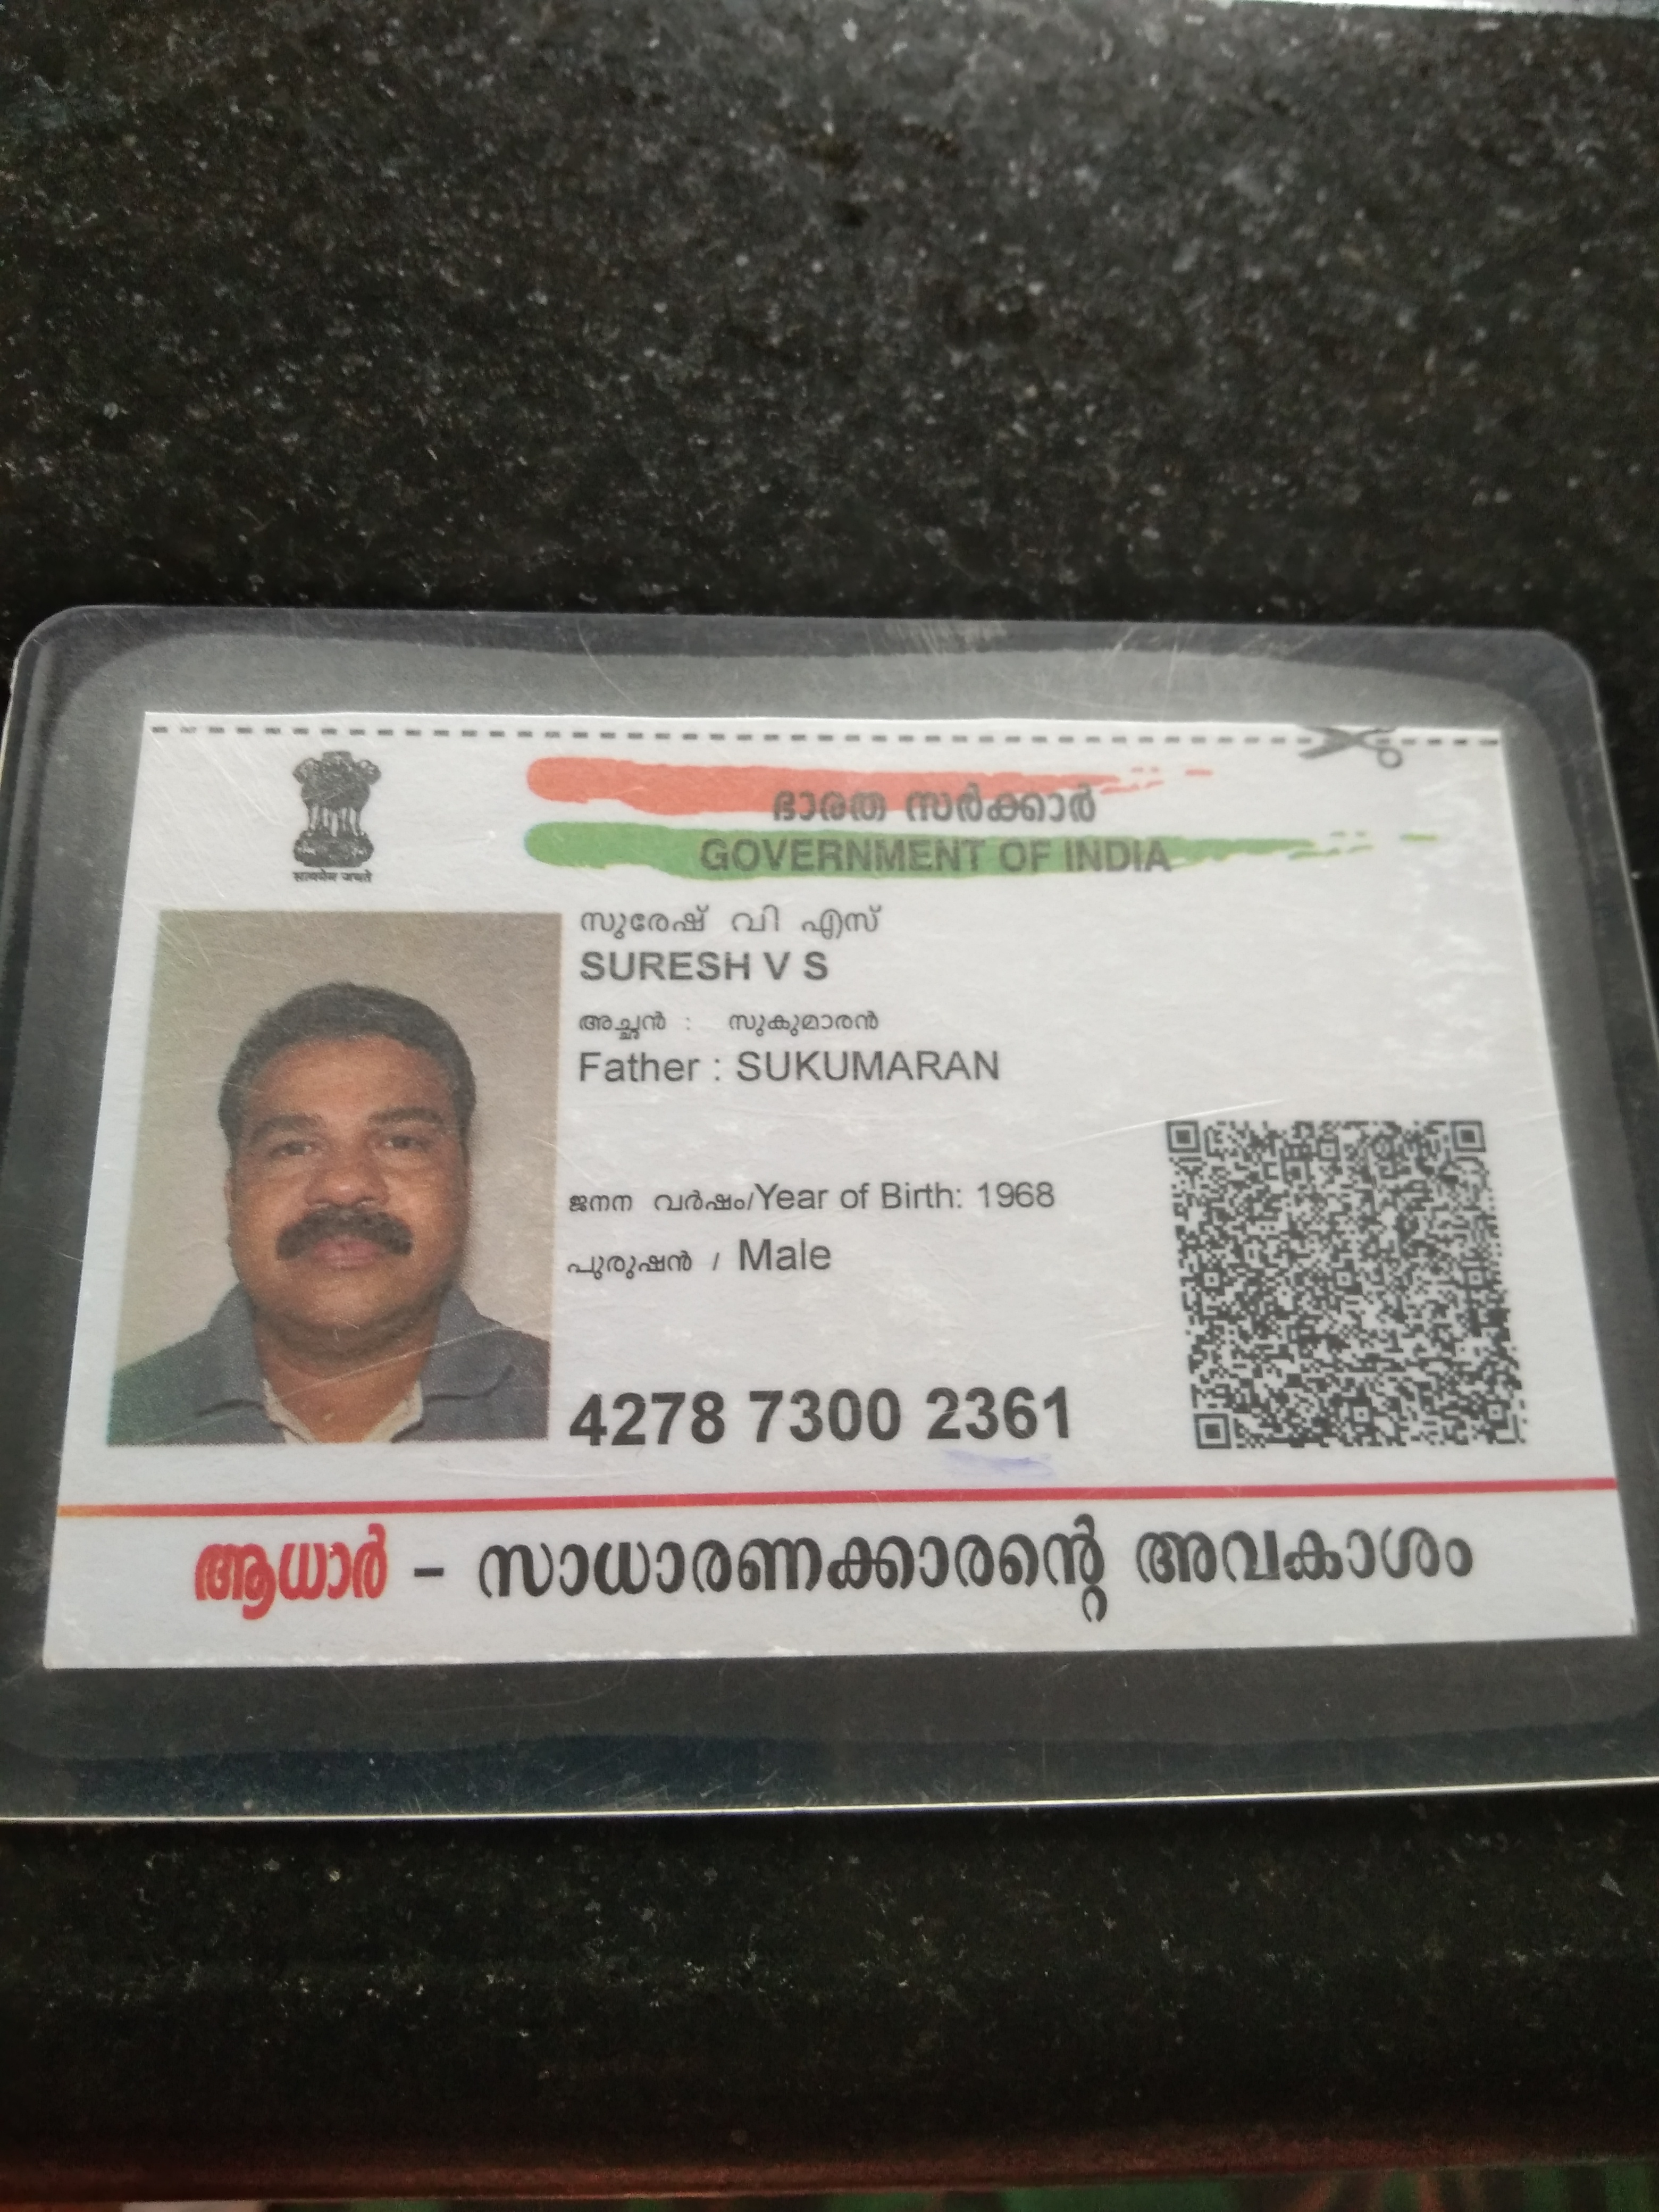 सत्यमेव जयते
ഭാരത സർക്കാർ
GOVERNMENT OF INDIA
സുരേഷ് വി എസ്
SURESH V S
അച്ഛൻ : സുകുമാരൻ
Father : SUKUMARAN
ജനന വർഷം/Year of Birth: 1968
പുരുഷൻ / Male
4278 7300 2361
ആധാർ - സാധാരണക്കാരന്റെ അവകാശം